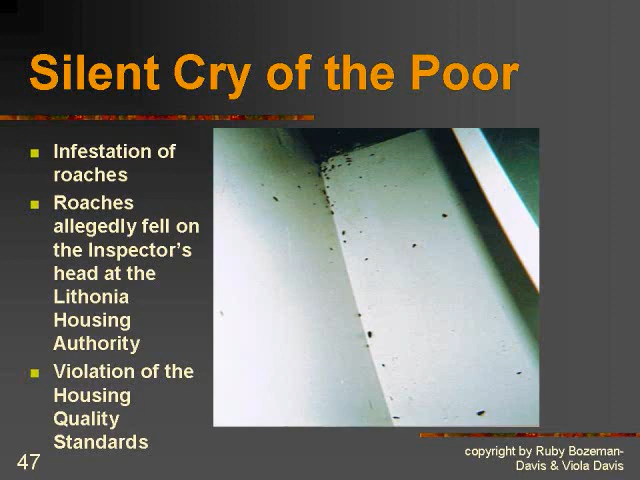 Silent Cry of the Poor
Infestation of
roaches
Roaches
allegedly fell on
the Inspector's
head at the
Lithonia
Housing
Authority
Violation of the
Housing
Quality
Standards
47
copyright by Ruby Bozeman-
Davis & Viola Davis